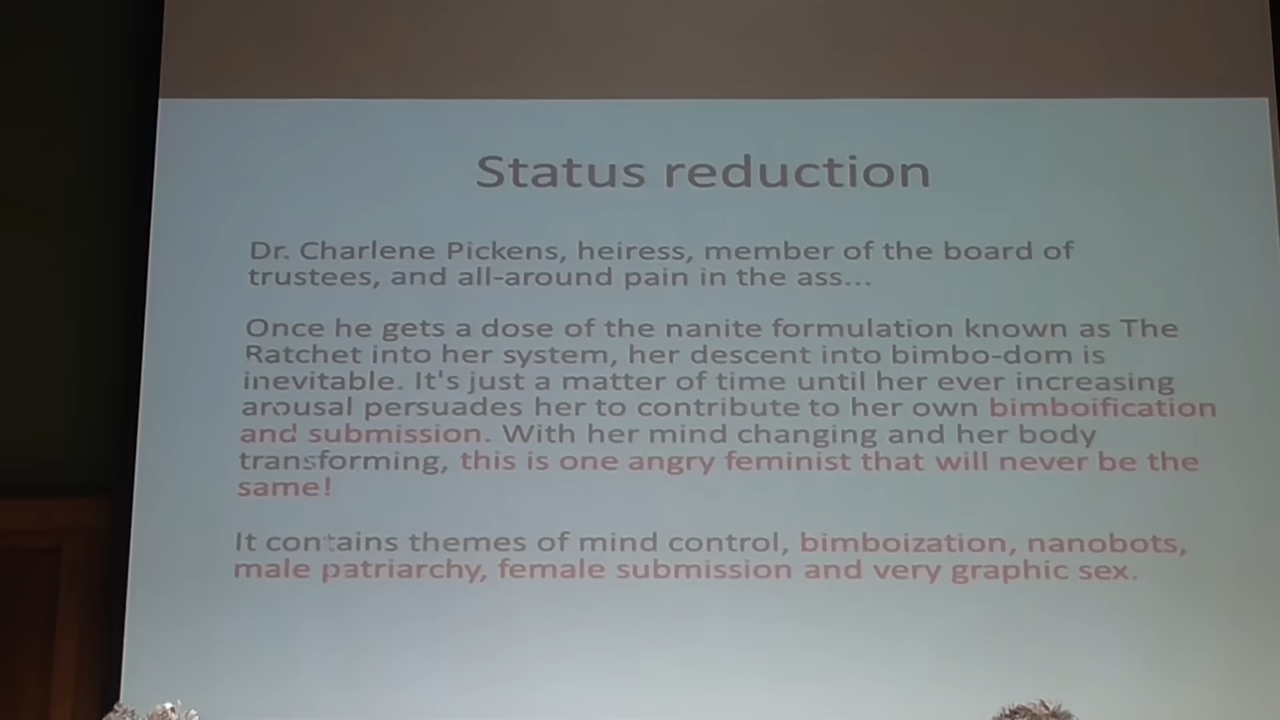 Status reduction
Dr. Charlene Pickens, heiress, member of the board of
trustees, and all-around pain in the ass...
Once he gets a dose of the nanite formulation known as The
Ratchet into her system, her descent into bimbo-dom is
inevitable. It's just a matter of time until her ever increasing
arousal persuades her to contribute to her own bimboification
and submission. With her mind changing and her body
transforming, this is one angry feminist that will never be the
same!
It contains themes of mind control, bimboization, nanobots,
male patriarchy, female submission and very graphic sex.